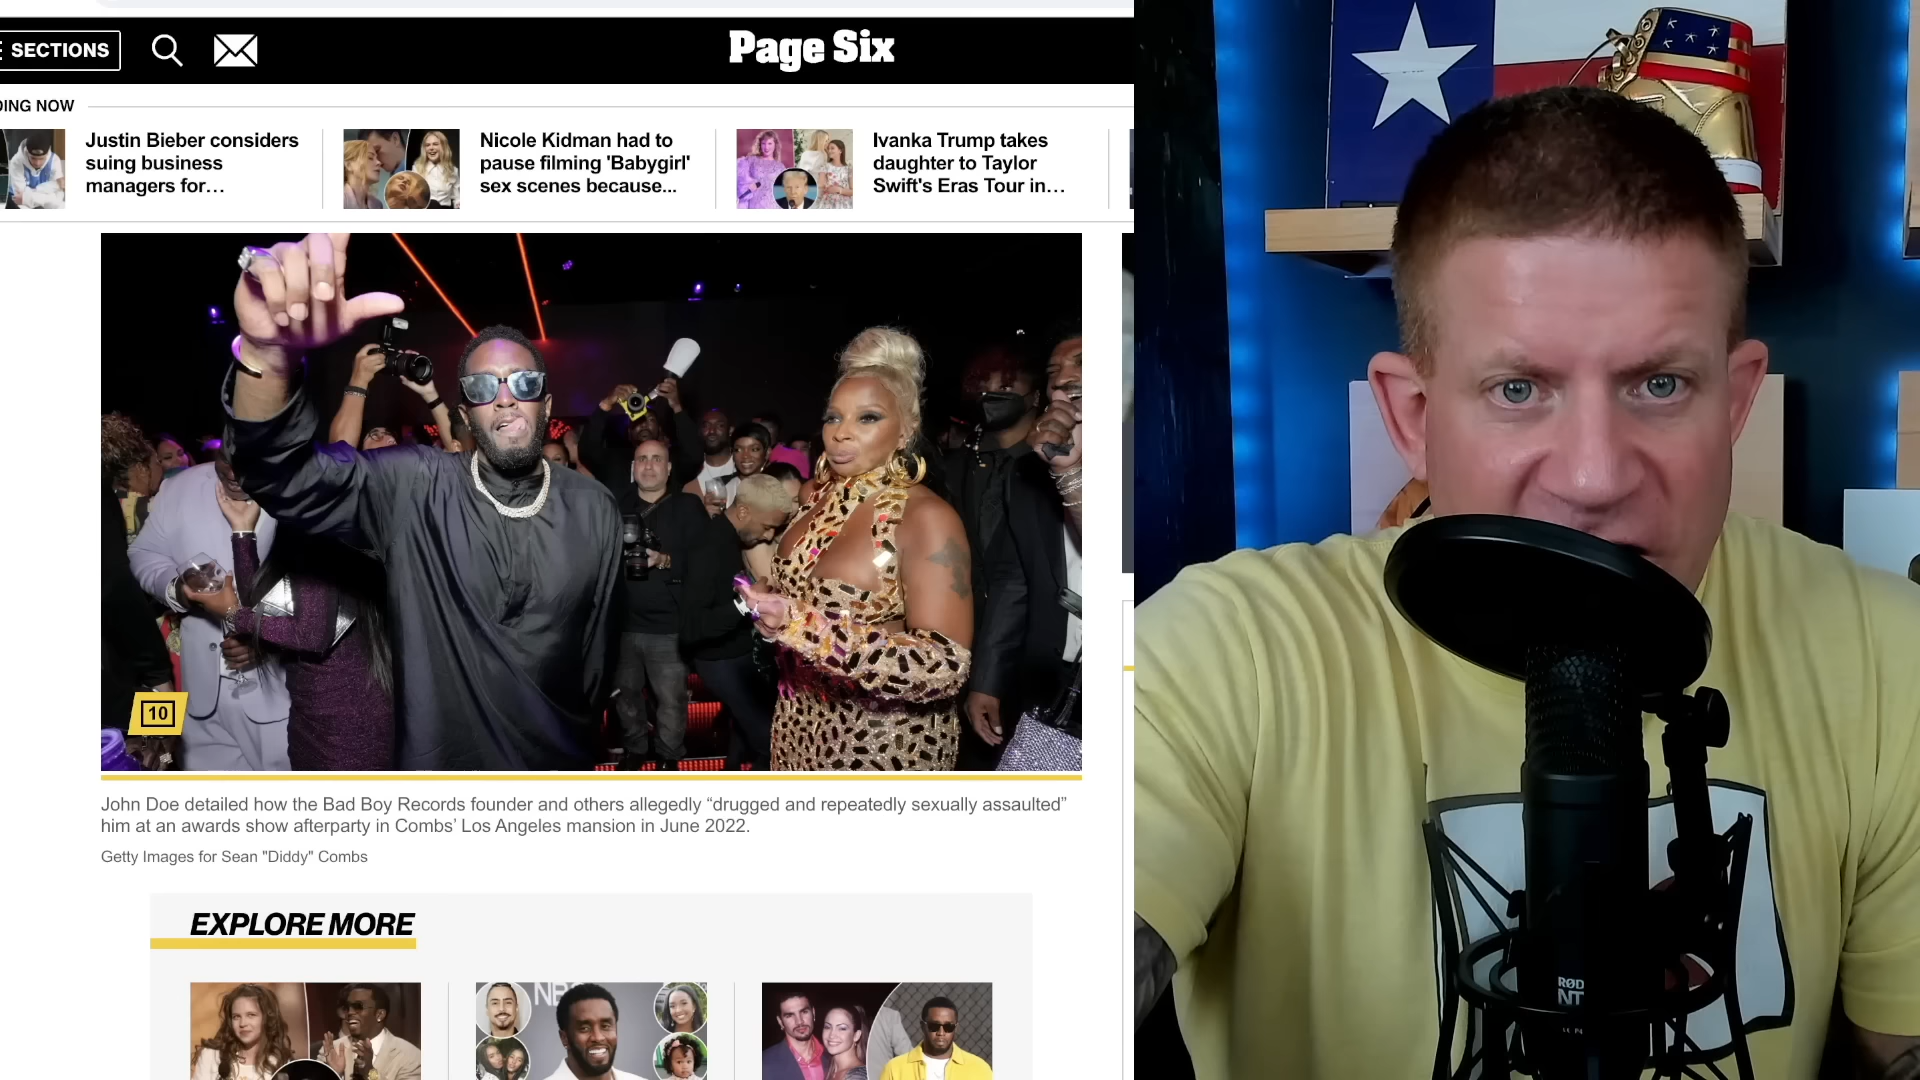 SECTIONS
Page Six
DING NOW
Justin Bieber considers
suing business
managers for…
Nicole Kidman had to
pause filming 'Babygirl'
sex scenes because...
Ivanka Trump takes
daughter to Taylor
Swift's Eras Tour in…
10
John Doe detailed how the Bad Boy Records founder and others allegedly “drugged and repeatedly sexually assaulted”
him at an awards show afterparty in Combs’ Los Angeles mansion in June 2022.
Getty Images for Sean "Diddy" Combs
EXPLORE MORE
RØD
NT